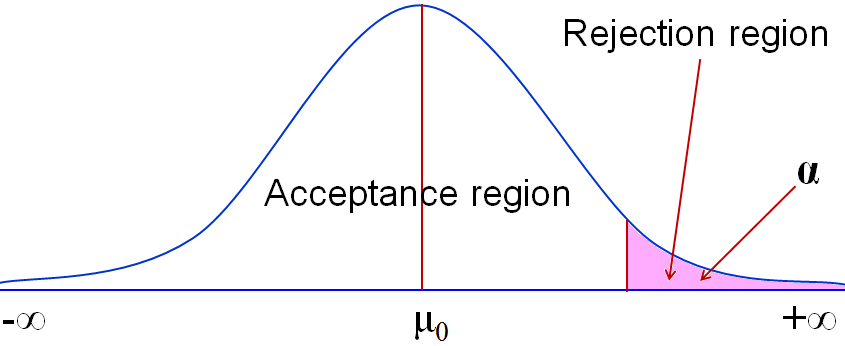 Rejection region
α
Acceptance region
-∞
μ₀
+∞